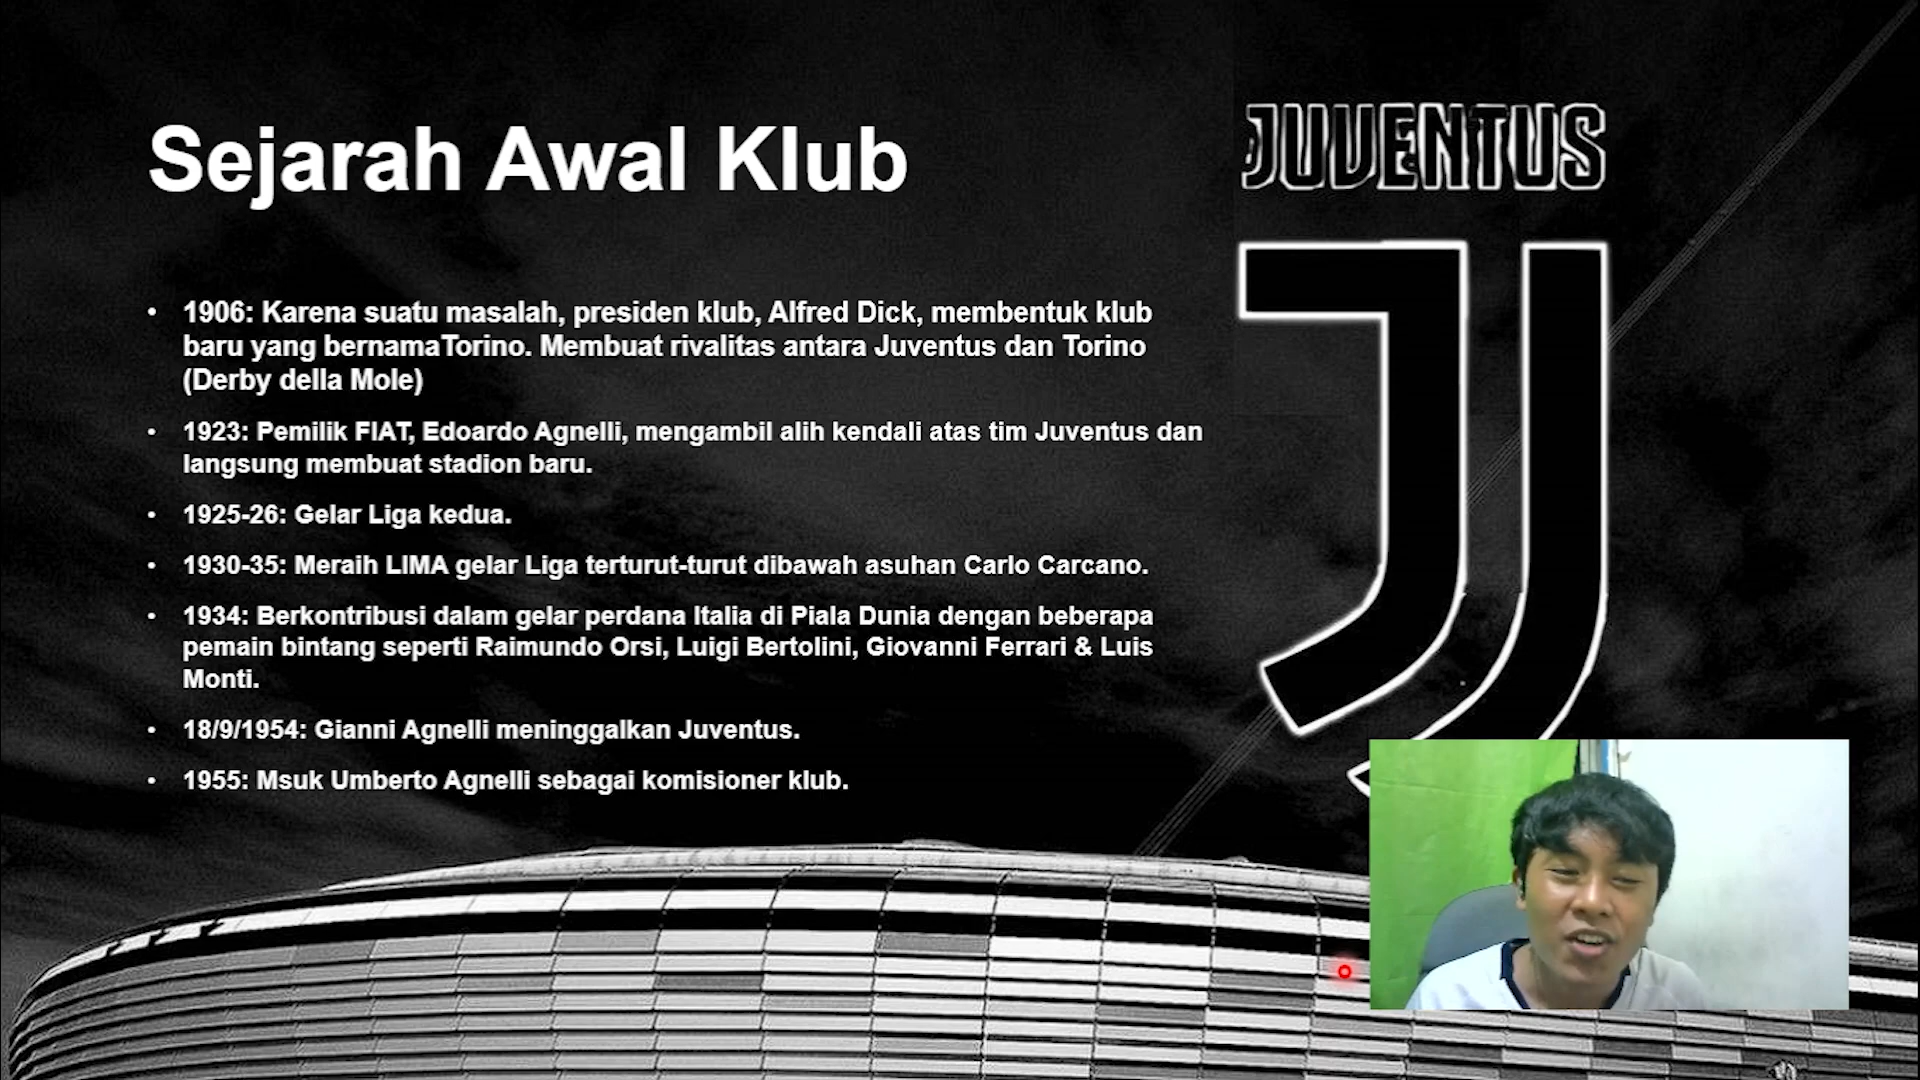 Sejarah Awal Klub
JUVENTUS
• 1906: Karena suatu masalah, presiden klub, Alfred Dick, membentuk klub
baru yang bernamaTorino. Membuat rivalitas antara Juventus dan Torino
(Derby della Mole)
• 1923: Pemilik FIAT, Edoardo Agnelli, mengambil alih kendali atas tim Juventus dan
langsung membuat stadion baru.
• 1925-26: Gelar Liga kedua.
• 1930-35: Meraih LIMA gelar Liga terturut-turut dibawah asuhan Carlo Carcano.
• 1934: Berkontribusi dalam gelar perdana Italia di Piala Dunia dengan beberapa
pemain bintang seperti Raimundo Orsi, Luigi Bertolini, Giovanni Ferrari & Luis
Monti.
• 18/9/1954: Gianni Agnelli meninggalkan Juventus.
• 1955: Msuk Umberto Agnelli sebagai komisioner klub.